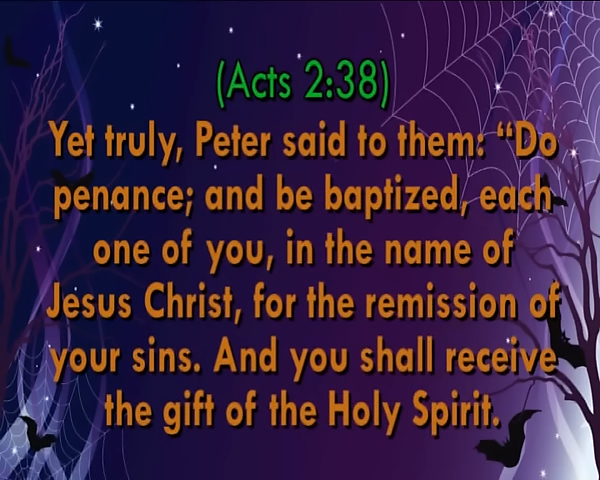 (Acts 2:38)
Yet truly, Peter said to them: “Do
penance; and be baptized, each
one of you, in the name of
Jesus Christ, for the remission of
your sins. And you shall receive
the gift of the Holy Spirit.